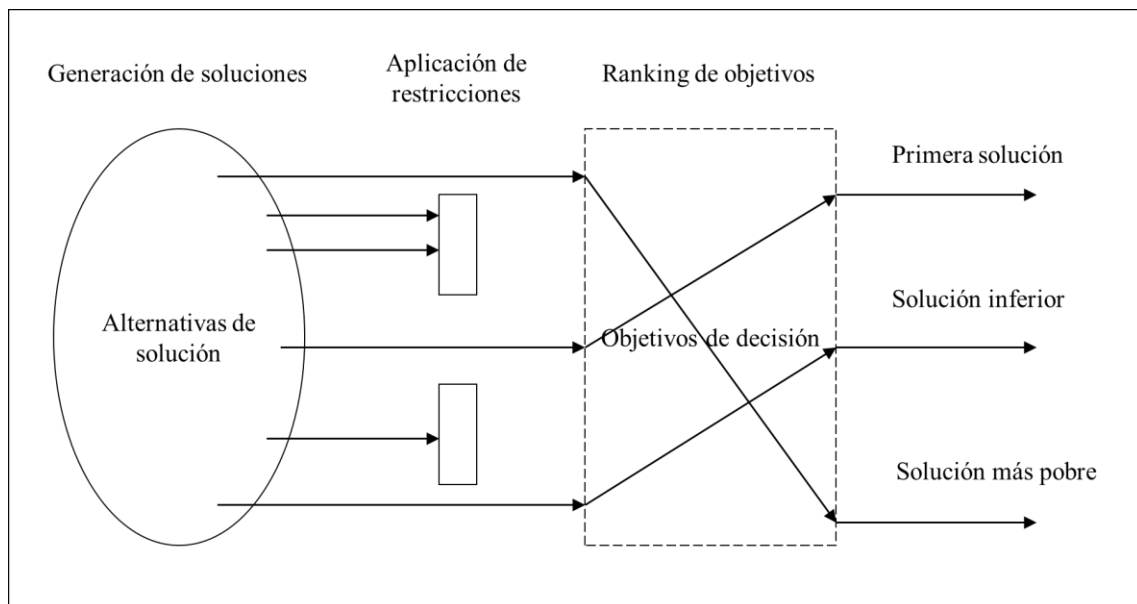 Generación de soluciones
Aplicación de
restricciones
Ranking de objetivos
Primera solución
Alternativas de
solución
Objetivos de decisión
Solución inferior
Solución más pobre